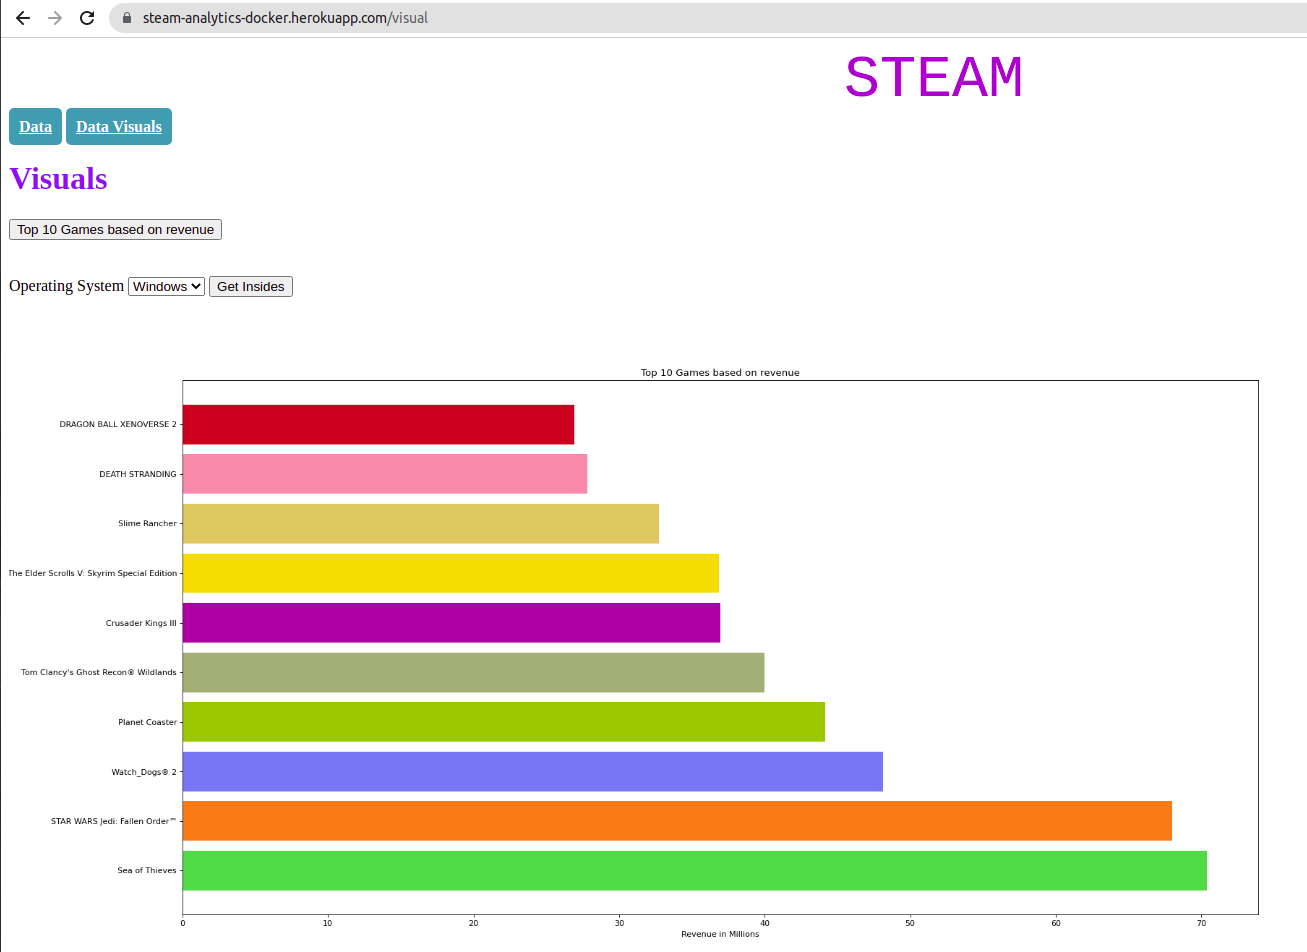 steam-analytics-docker.herokuapp.com/visual
STEAM
Data Data Visuals
Visuals
Top 10 Games based on revenue
Operating System Windows Get Insides
Top 10 Games based on revenue
DRAGON BALL XENOVERSE 2
DEATH STRANDING
Slime Rancher
The Elder Scrolls V: Skyrim Special Edition
Crusader Kings III
Tom Clancy's Ghost Recon® Wildlands
Planet Coaster
Watch_Dogs® 2
STAR WARS Jedi: Fallen Order™
Sea of Thieves
0 10 20 30 40 50 60 70
Revenue in Millions